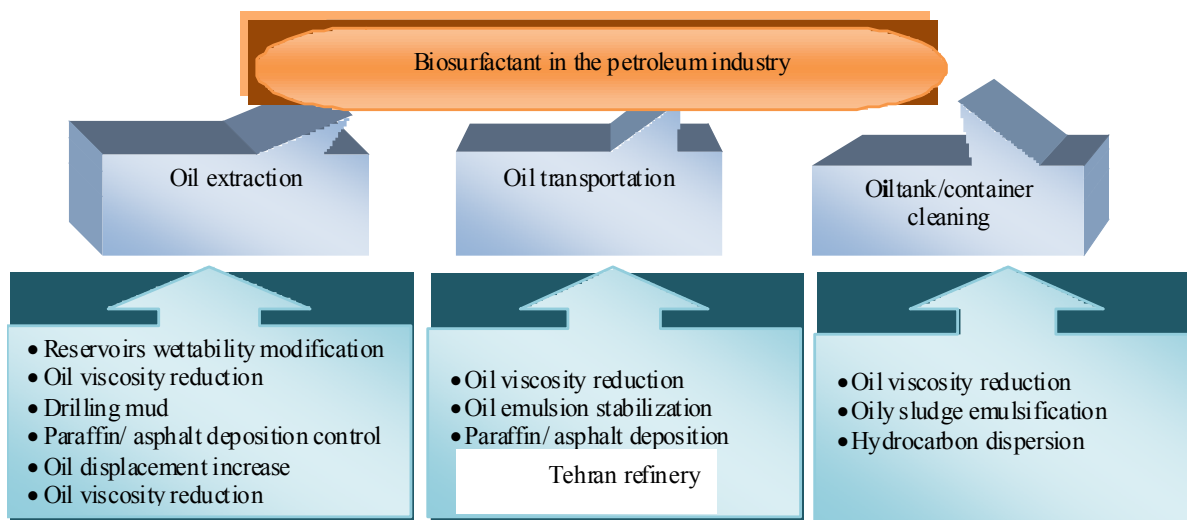 Biosurfactant in the petroleum industry
Oil extraction
Oil transportation
Oil tank/container
cleaning
• Reservoirs wettability modification
• Oil viscosity reduction
• Drilling mud
• Paraffin/ asphalt deposition control
• Oil displacement increase
• Oil viscosity reduction
• Oil viscosity reduction
• Oil emulsion stabilization
• Paraffin/ asphalt deposition
Tehran refinery
• Oil viscosity reduction
• Oily sludge emulsification
• Hydrocarbon dispersion